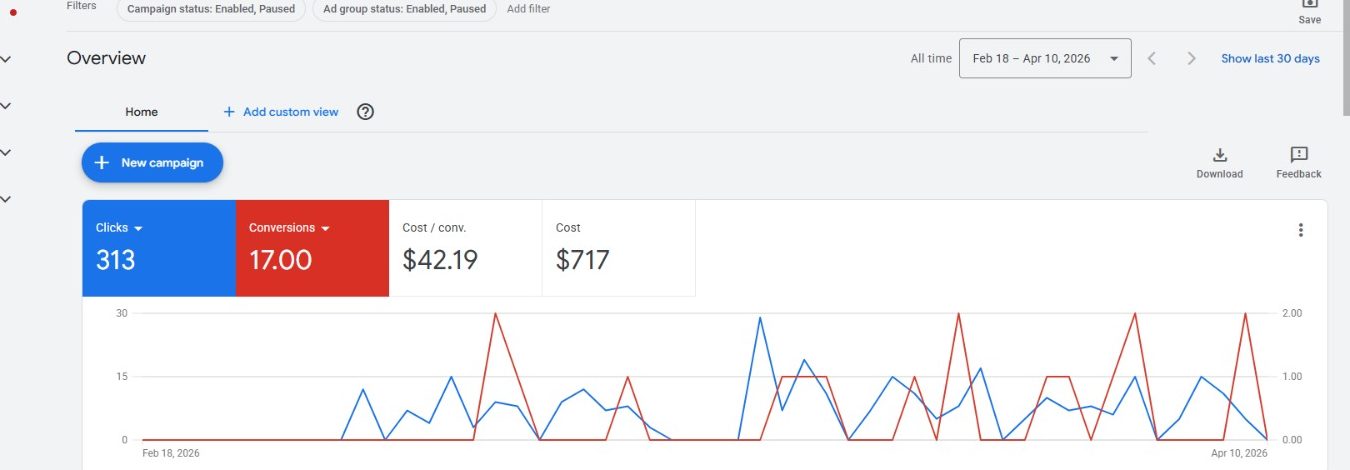 Filters
Campaign status: Enabled, Paused
Ad group status: Enabled, Paused
Add filter
Save
Overview
All time
Feb 18 – Apr 10, 2026
Show last 30 days
Home
Add custom view
New campaign
Download
Feedback
Clicks
313
Conversions
17.00
Cost / conv.
$42.19
Cost
$717
30
15
0
2.00
1.00
0.00
Feb 18, 2026
Apr 10, 2026